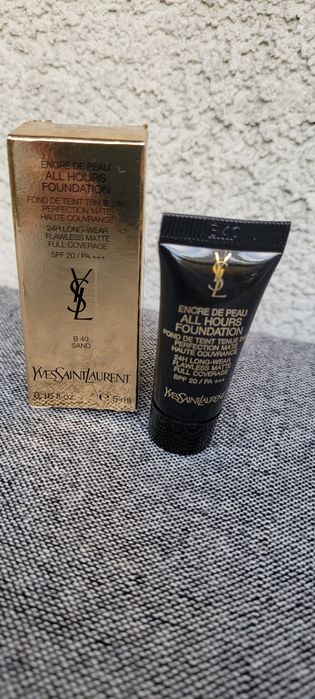 ENCRE DE PEAU
ALL HOURS
FOUNDATION
FOND DE TEINT TENUE 24H
PERFECTION MATE
HAUTE COUVRANCE
24H LONG-WEAR
FLAWLESS MATTE
FULL COVERAGE
SPF 20 / PA +++
YSL
B 40
SAND
YVESSAINTLAURENT
0.16 fl.oz. ℮ 5 ml
YSL
ENCRE DE PEAU
ALL HOURS
FOUNDATION
FOND DE TEINT TENUE
PERFECTION MATE
HAUTE COUVRANCE
24H LONG-WEAR
FLAWLESS MATTE
FULL COVERAGE
SPF 20 / PA +++
YVESSAINTLAURENT